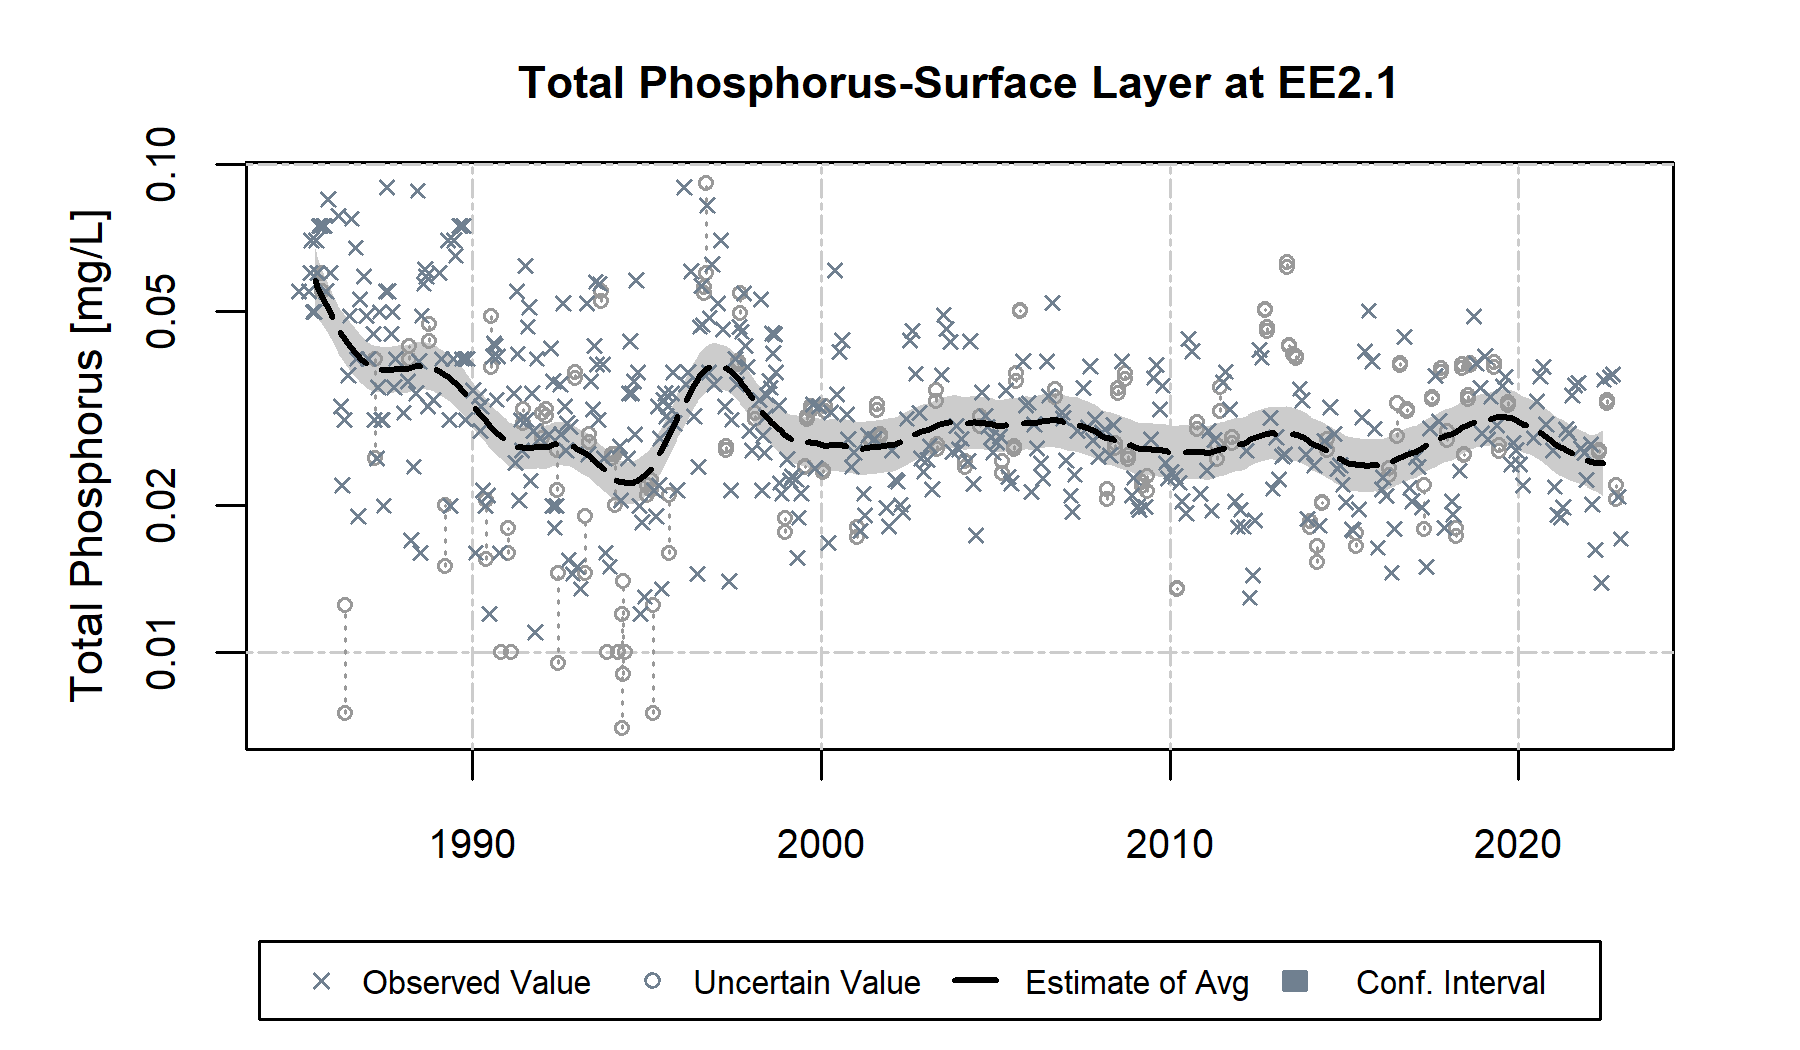 Total Phosphorus-Surface Layer at EE2.1
Total Phosphorus [mg/L]
0.10
0.05
0.02
0.01
1990 2000 2010 2020
Observed Value Uncertain Value Estimate of Avg Conf. Interval